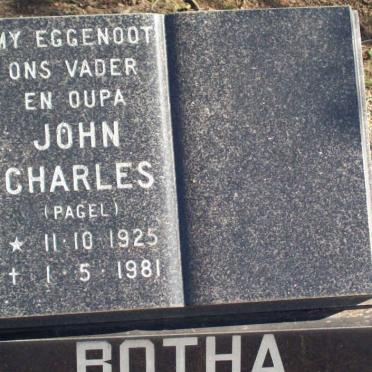 MY EGGENOOT
ONS VADER
EN OUPA
JOHN
CHARLES
(PAGEL)
★ 11·10·1925
† 1·5·1981
BOTHA